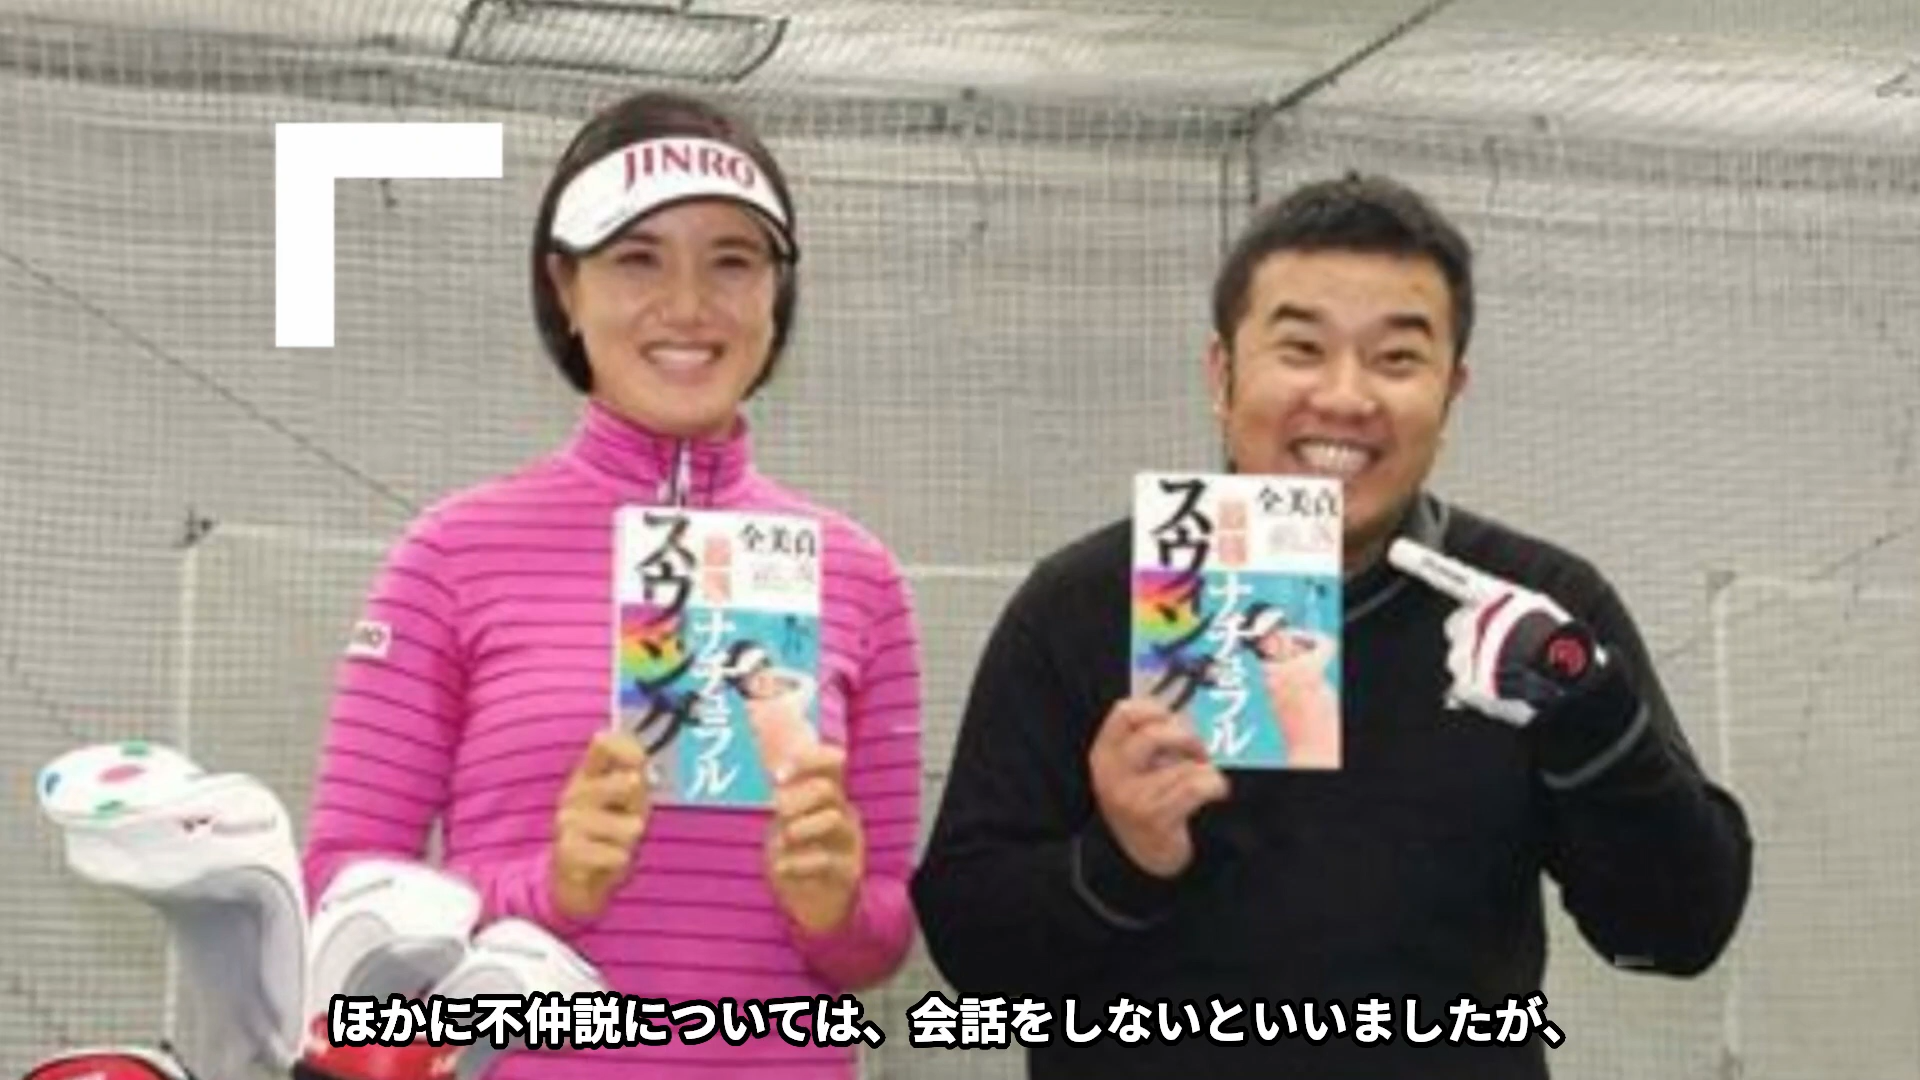 「
JINRO
全美貞
スウィング
ナチュラル
全美貞
スウィング
ナチュラル
ほかに不仲説については、会話をしないといいましたが、